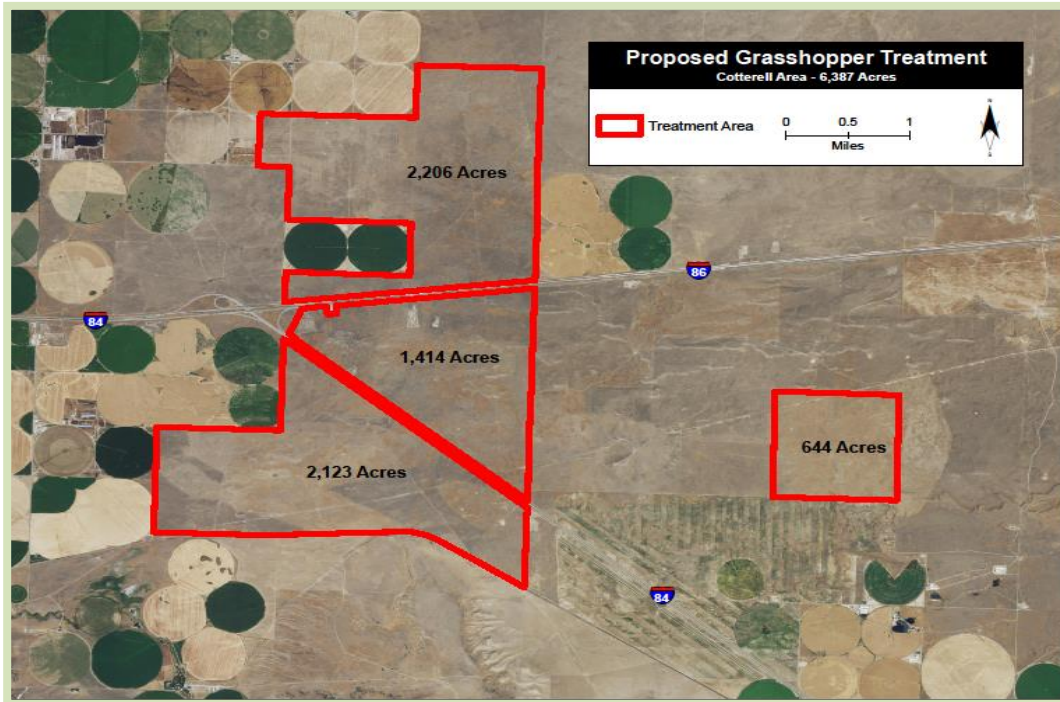 Proposed Grasshopper Treatment
Cotterell Area - 6,387 Acres
Treatment Area
0 0.5 1
Miles
N
2,206 Acres
86
84
1,414 Acres
644 Acres
2,123 Acres
84